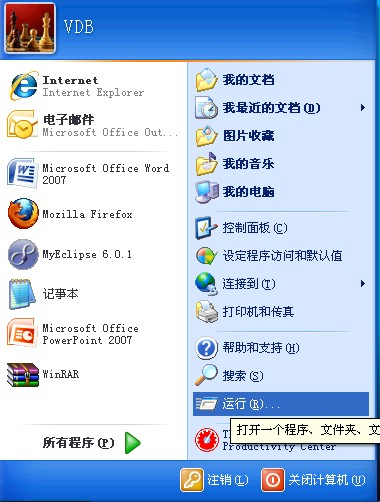 VDB
Internet
Internet Explorer
电子邮件
Microsoft Office Out...
Microsoft Office Word
2007
Mozilla Firefox
MyEclipse 6.0.1
记事本
Microsoft Office
PowerPoint 2007
WinRAR
所有程序(P)
我的文档
我最近的文档(D)
图片收藏
我的音乐
我的电脑
控制面板(C)
设定程序访问和默认值
连接到(T)
打印机和传真
帮助和支持(H)
搜索(S)
运行(R)...
打开一个程序、文件夹、文
Productivity Center
注销(L)
关闭计算机(U)